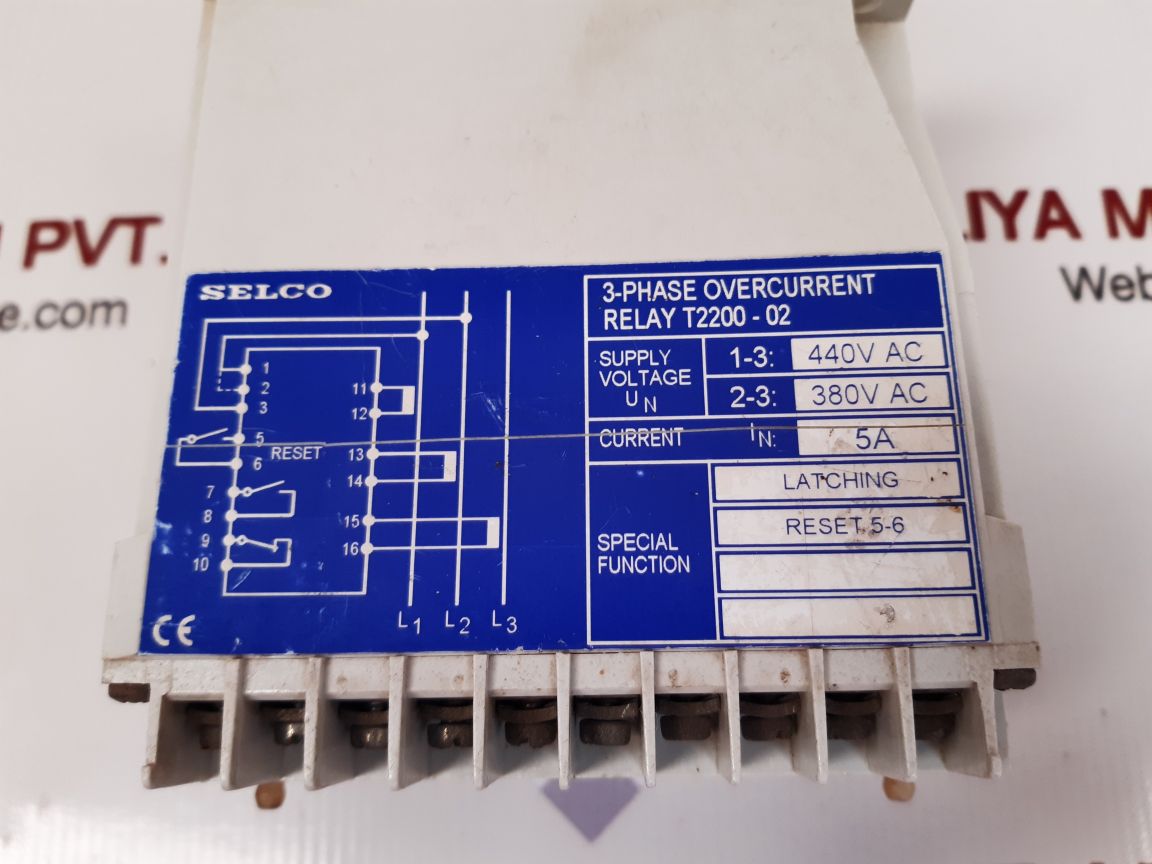 PVT.
e.com
IYA M
Web
SELCO
3-PHASE OVERCURRENT
RELAY T2200 - 02
SUPPLY
VOLTAGE
U N
1-3: 440V AC
2-3: 380V AC
CURRENT IN: 5A
SPECIAL
FUNCTION
LATCHING
RESET 5-6
1
2
3
5
6
RESET
7
8
9
10
11
12
13
14
15
16
L1 L2 L3
CE